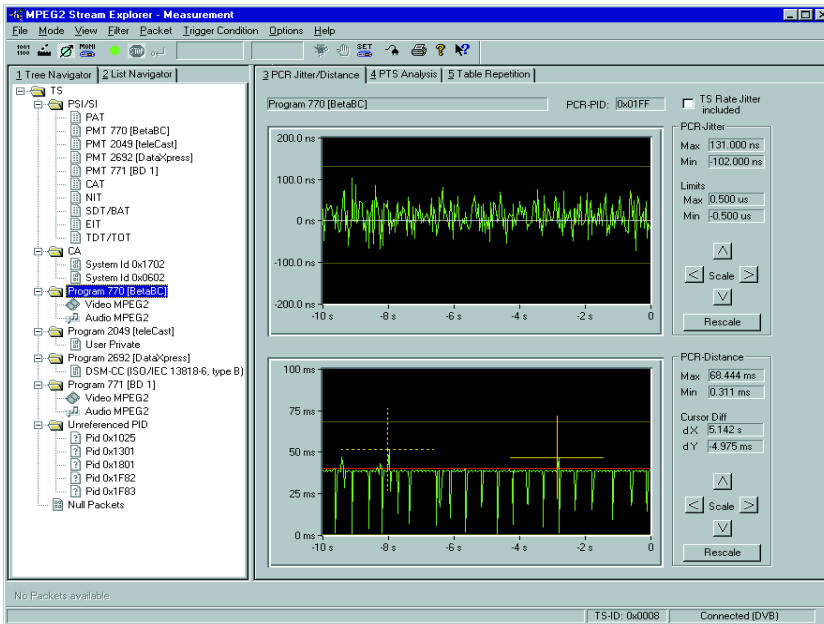 MPEG2 Stream Explorer - Measurement
File Mode View Filter Packet Trigger Condition Options Help
1001 1100 MONI STOP SET
1 Tree Navigator 2 List Navigator
TS
PSI/SI
PAT
PMT 770 [BetaBC]
PMT 2049 [teleCast]
PMT 2692 [DataXpress]
PMT 771 [BD 1]
CAT
NIT
SDT/BAT
EIT
TDT/TOT
CA
System Id 0x1702
System Id 0x0602
Program 770 [BetaBC]
Video MPEG2
Audio MPEG2
Program 2049 [teleCast]
User Private
Program 2692 [DataXpress]
DSM-CC (ISO/IEC 13818-6, type B)
Program 771 [BD 1]
Video MPEG2
Audio MPEG2
Unreferenced PID
Pid 0x1025
Pid 0x1301
Pid 0x1801
Pid 0x1F82
Pid 0x1F83
Null Packets
3 PCR Jitter/Distance 4 PTS Analysis 5 Table Repetition
Program 770 [BetaBC] PCR-PID: 0x01FF
TS Rate Jitter
included
200.0 ns
100.0 ns
0.0 ns
-100.0 ns
-200.0 ns
-10 s -8 s -6 s -4 s -2 s 0
PCR-Jitter
Max 131.000 ns
Min -102.000 ns
Limits
Max 0.500 us
Min -0.500 us
Scale
Rescale
100 ms
75 ms
50 ms
25 ms
0 ms
-10 s -8 s -6 s -4 s -2 s 0
PCR-Distance
Max 68.444 ms
Min 0.311 ms
Cursor Diff
dX 5.142 s
dY -4.975 ms
Scale
Rescale
No Packets available
TS-ID: 0x0008 Connected (DVB)